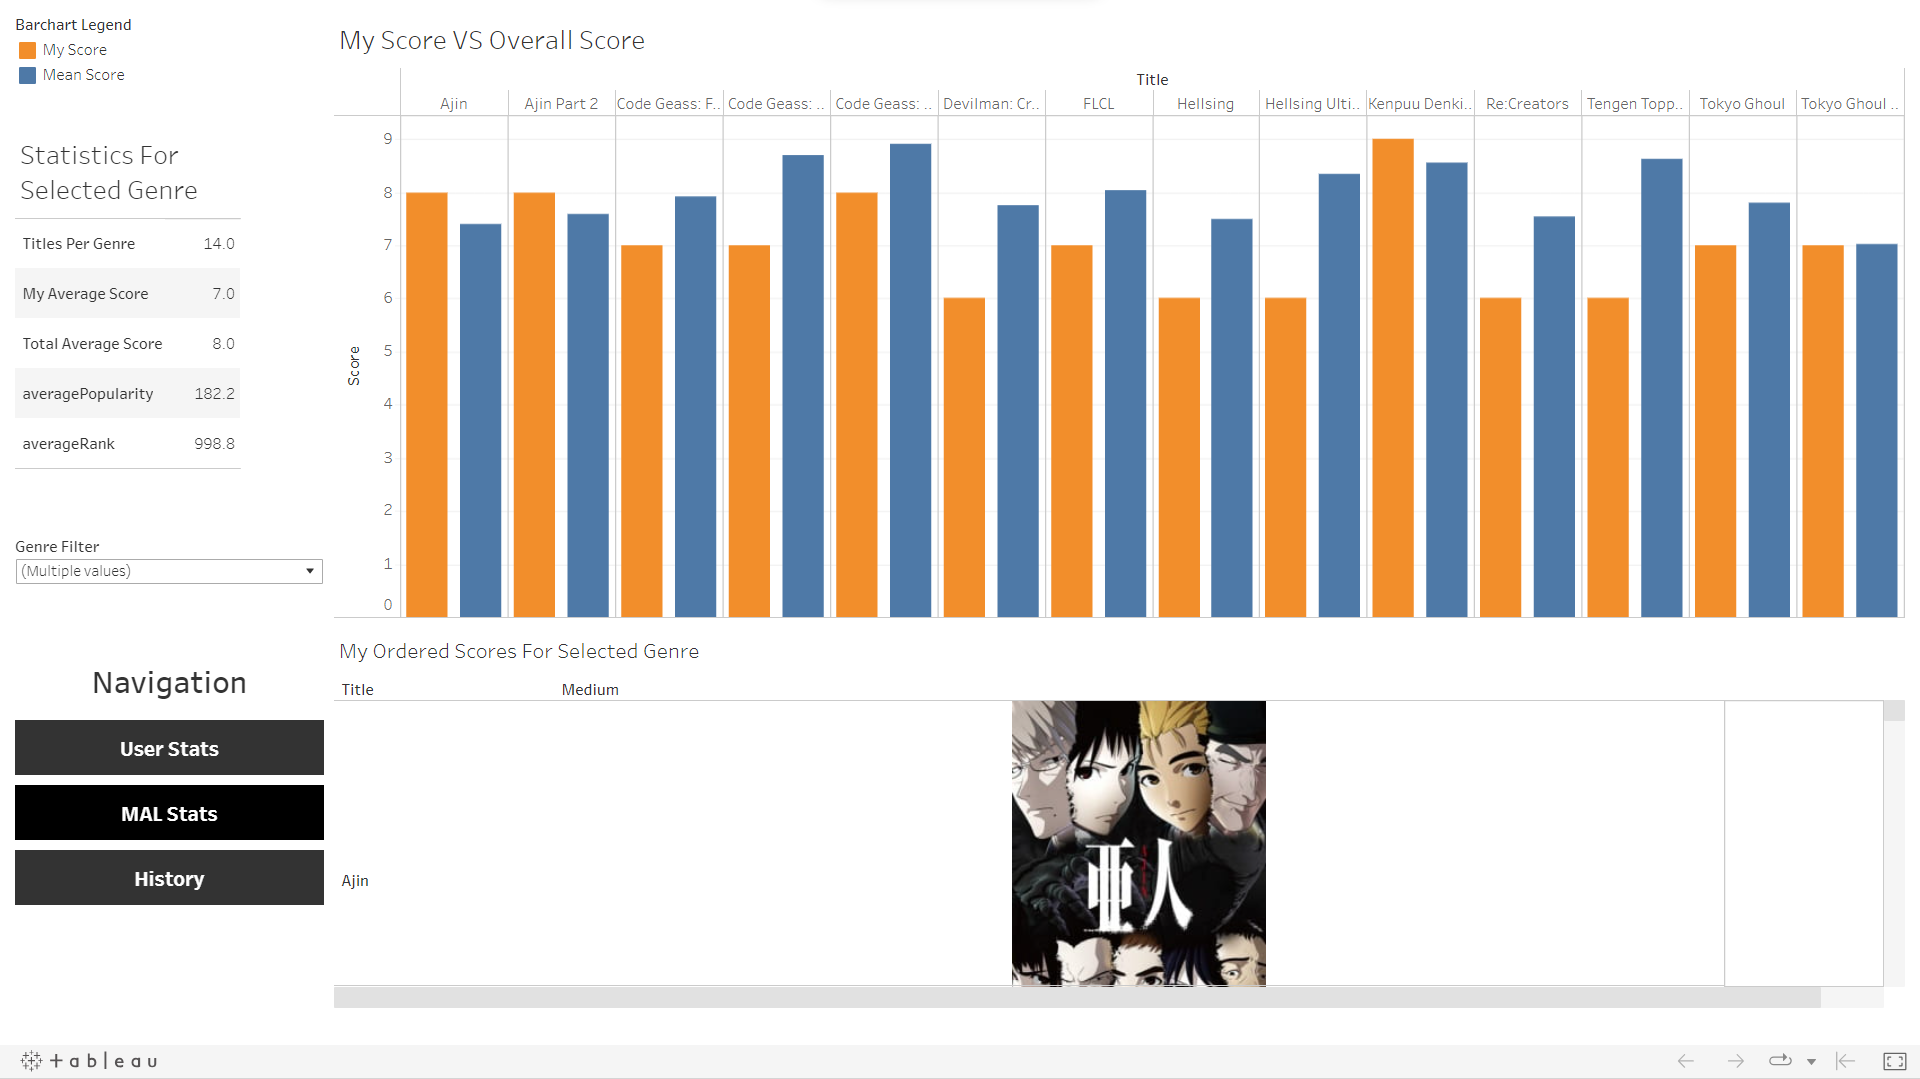 Barchart Legend
My Score
Mean Score
Statistics For
Selected Genre
Titles Per Genre 14.0
My Average Score 7.0
Total Average Score 8.0
averagePopularity 182.2
averageRank 998.8
Genre Filter
(Multiple values)
Navigation
User Stats
MAL Stats
History
My Score VS Overall Score
Title
Ajin Ajin Part 2 Code Geass: F.. Code Geass: .. Code Geass: .. Devilman: Cr.. FLCL Hellsing Hellsing Ulti.. Kenpuu Denki.. Re:Creators Tengen Topp.. Tokyo Ghoul Tokyo Ghoul ..
Score
9
8
7
6
5
4
3
2
1
0
My Ordered Scores For Selected Genre
Title Medium
Ajin
亜人
+ableau